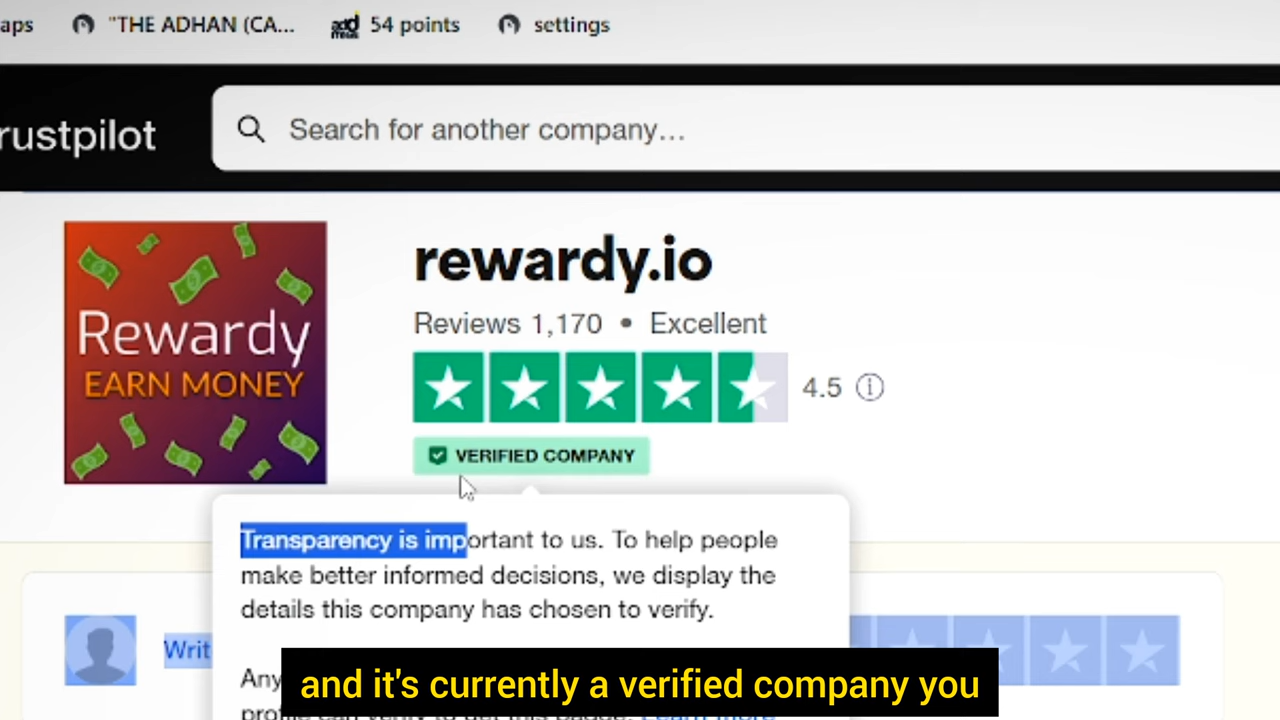 aps "THE ADHAN (CA... add 54 points settings
rustpilot Search for another company...
rewardy.io
Reviews 1,170 • Excellent
Rewardy
EARN MONEY
4.5
VERIFIED COMPANY
Transparency is important to us. To help people
make better informed decisions, we display the
details this company has chosen to verify.
Writ
Any
and it's currently a verified company you